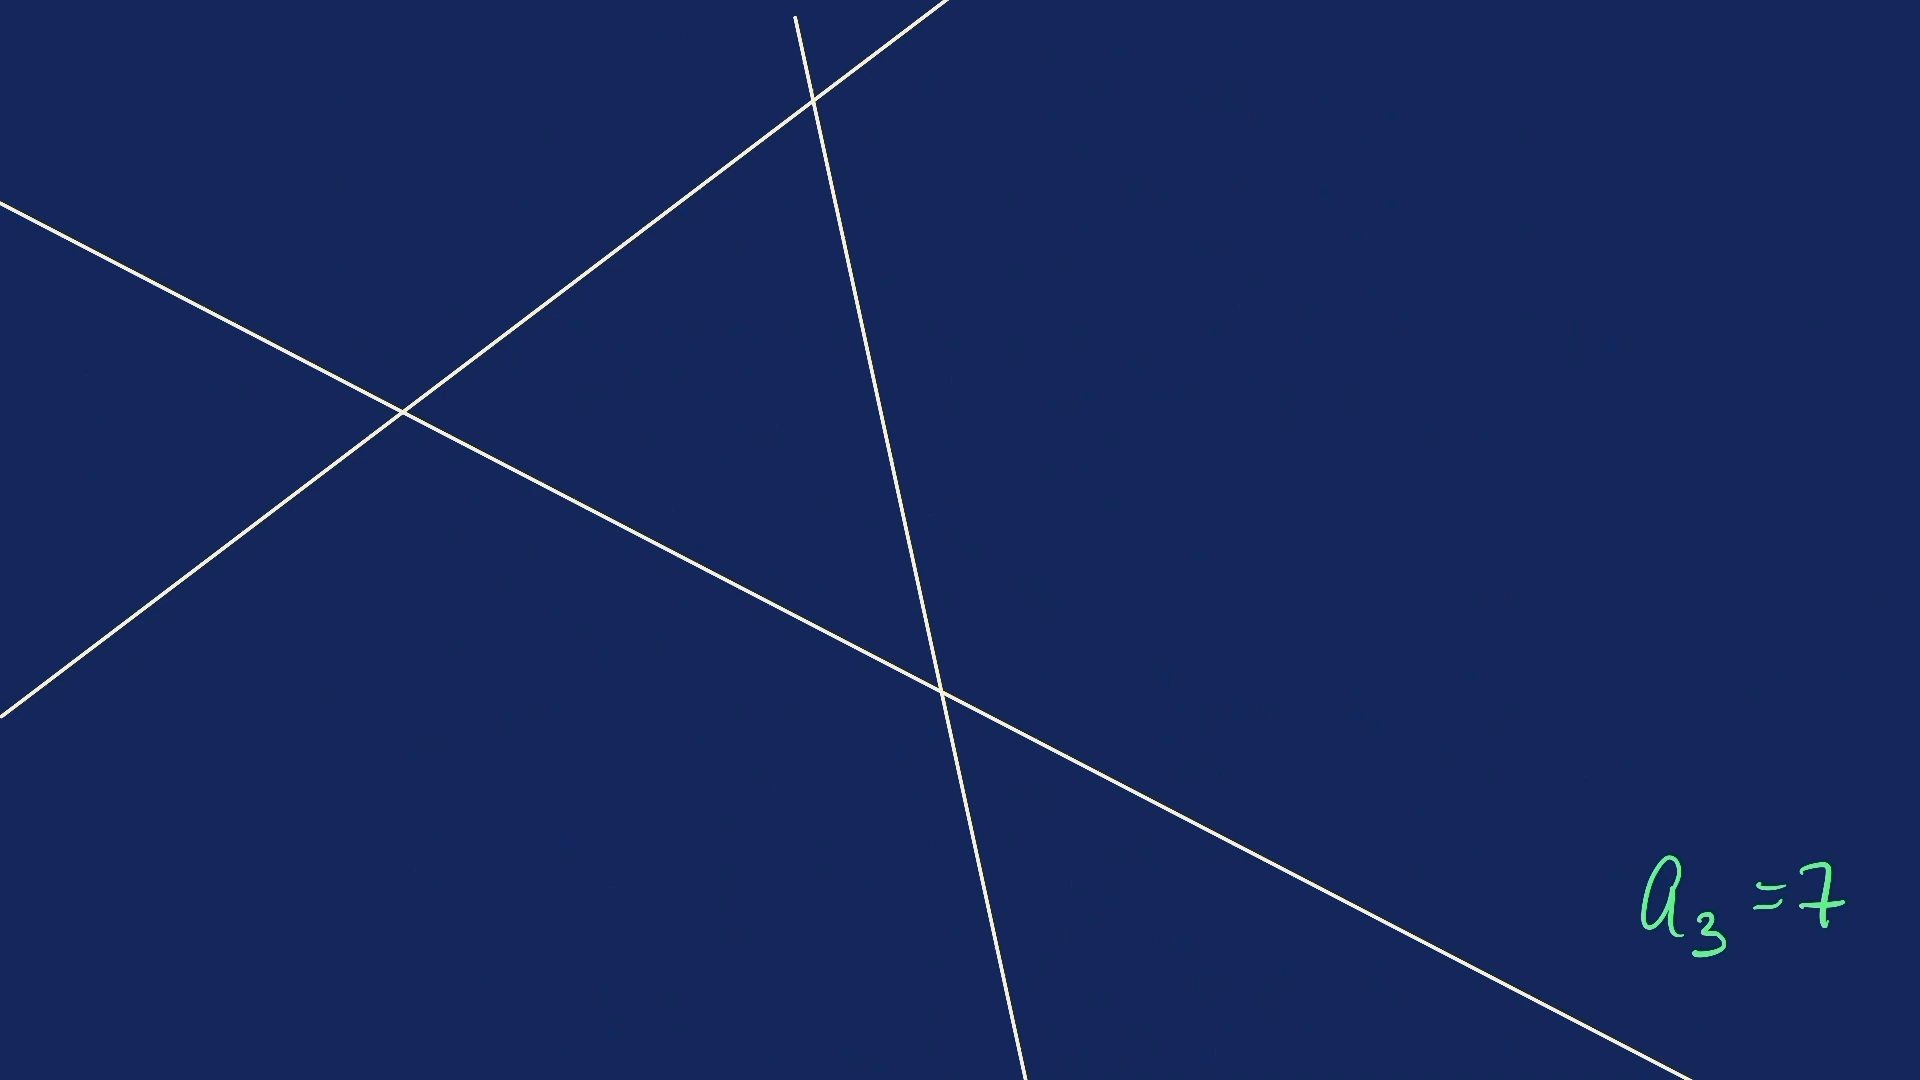 a₃ = 7